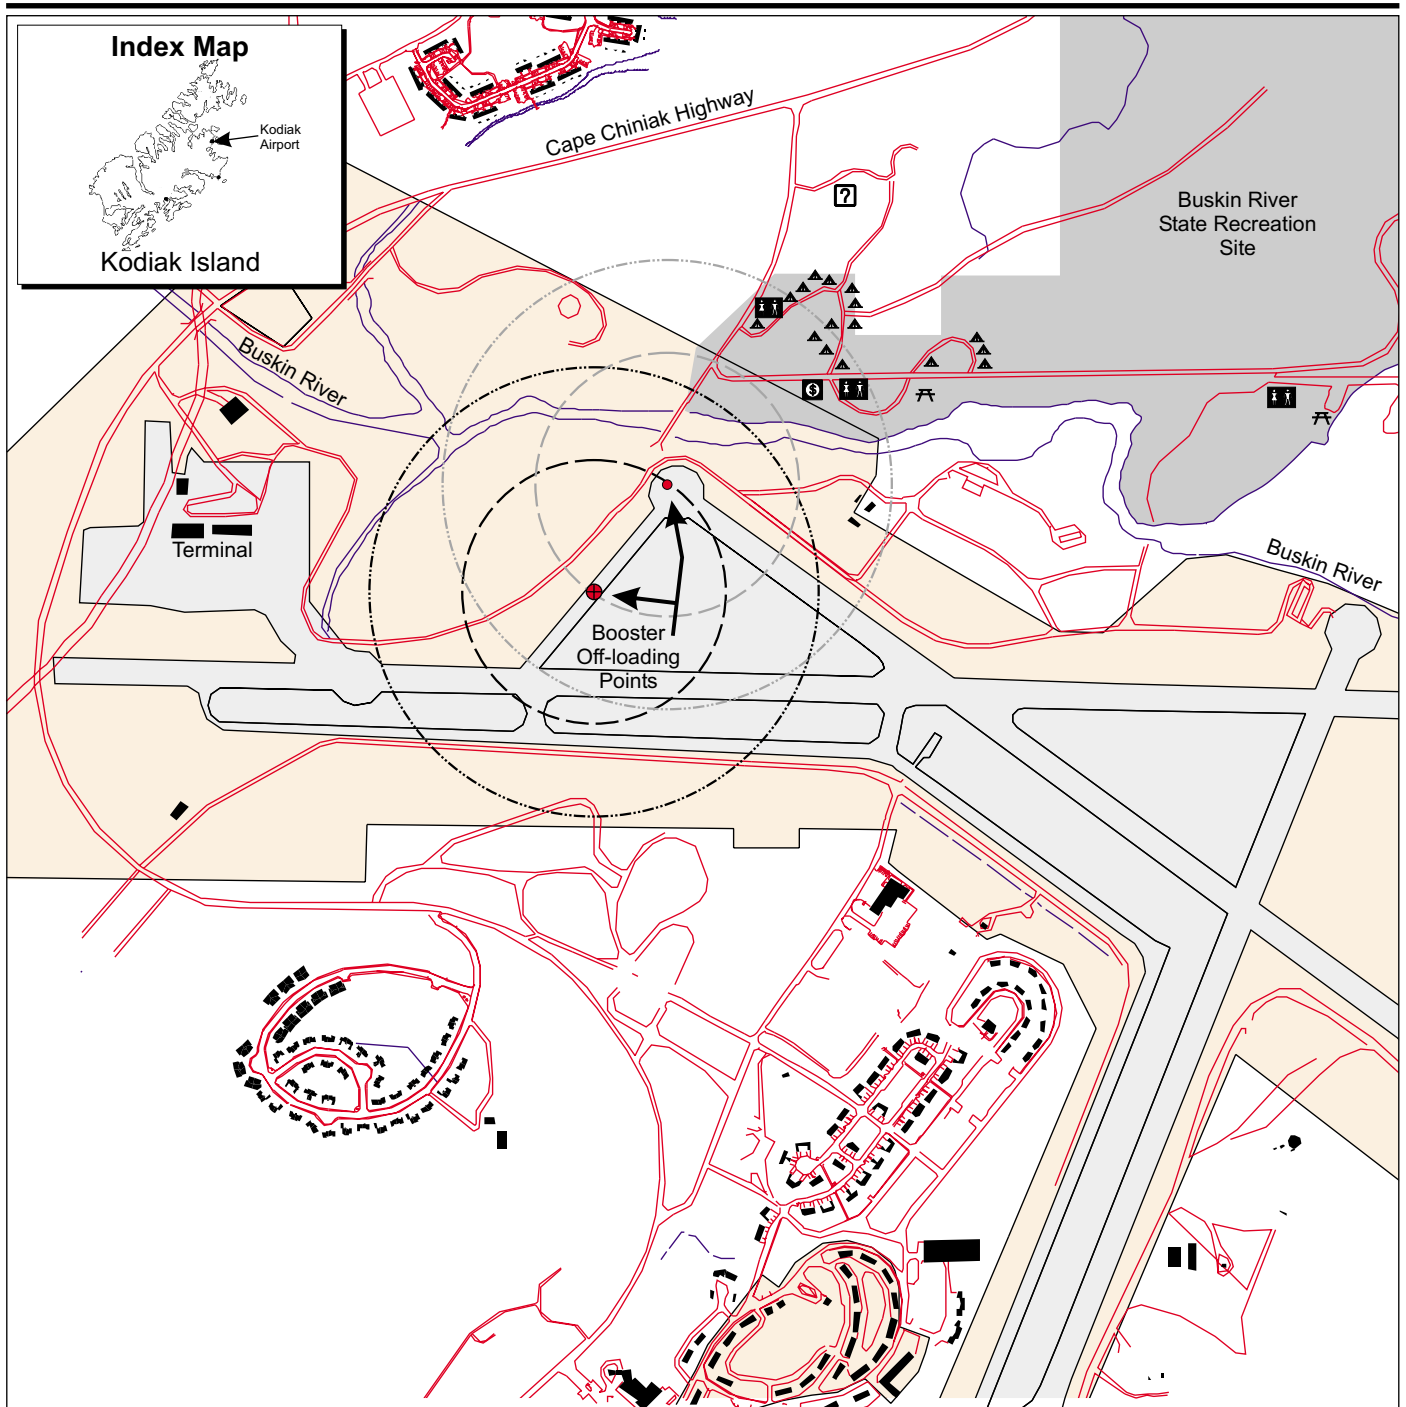 Index Map
Kodiak
Airport
Kodiak Island
Cape Chiniak Highway
?
Buskin River
State Recreation
Site
Buskin River
$
Terminal
Buskin River
Booster
Off-loading
Points